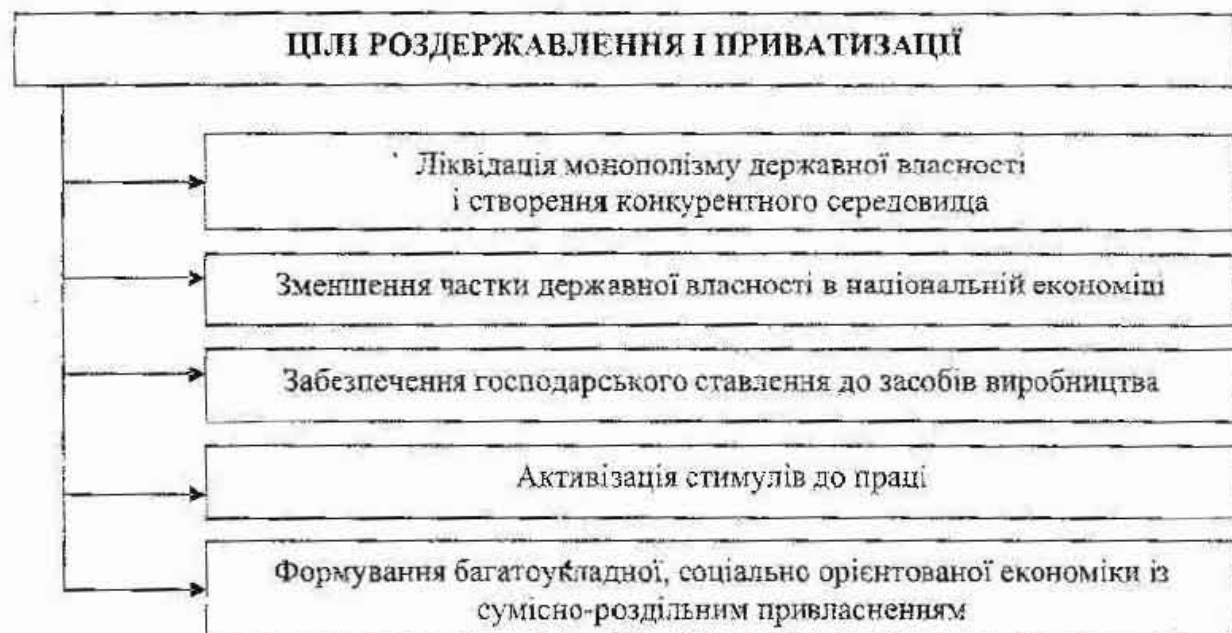 ЦІЛІ РОЗДЕРЖАВЛЕННЯ І ПРИВАТИЗАЦІЇ
Ліквідація монополізму державної власності
і створення конкурентного середовища
Зменшення частки державної власності в національній економіці
Забезпечення господарського ставлення до засобів виробництва
Активізація стимулів до праці
Формування багатоукладної, соціально орієнтованої економіки із
сумісно-роздільним привласненням